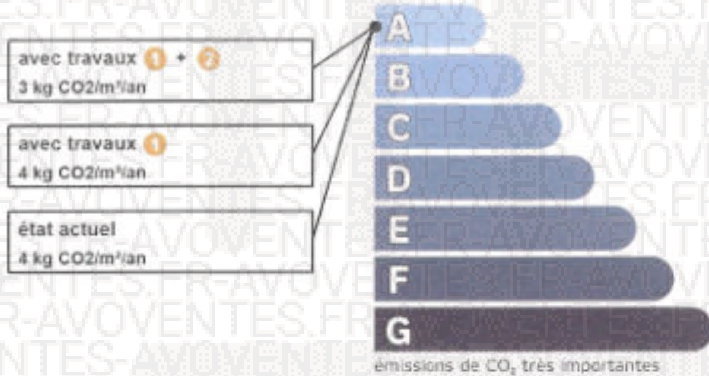 avec travaux 1 + 2
3 kg CO2/m²/an
avec travaux 1
4 kg CO2/m²/an
état actuel
4 kg CO2/m²/an
A
B
C
D
E
F
G
émissions de CO₂ très importantes